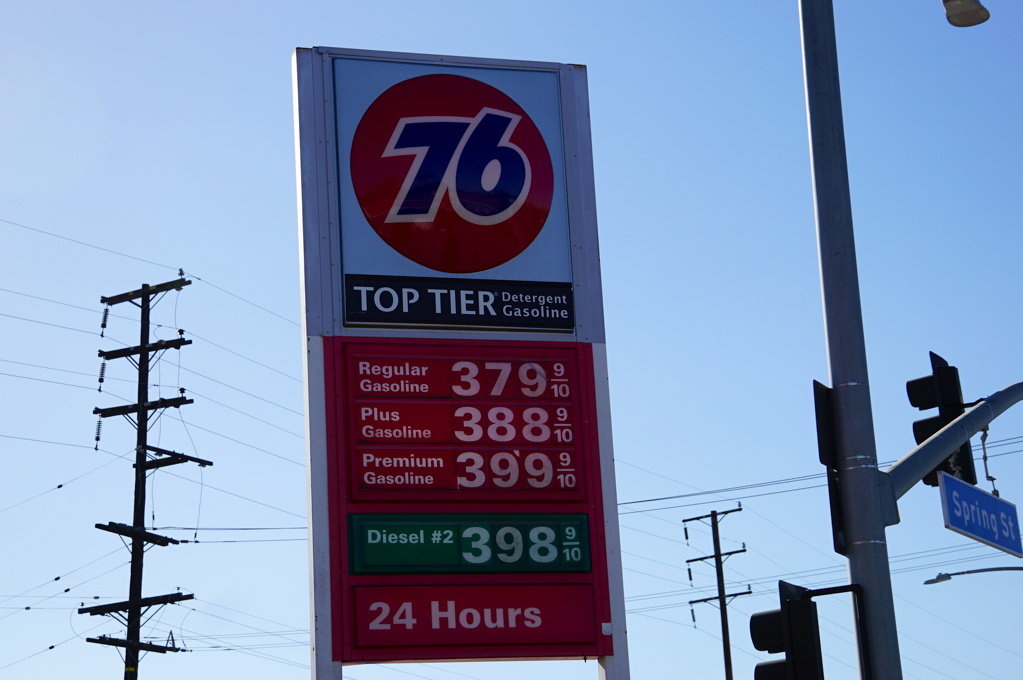 76
TOP TIER® Detergent
Gasoline
Regular
Gasoline
379 9/10
Plus
Gasoline
388 9/10
Premium
Gasoline
399 9/10
Diesel #2 398 9/10
24 Hours
Spring St